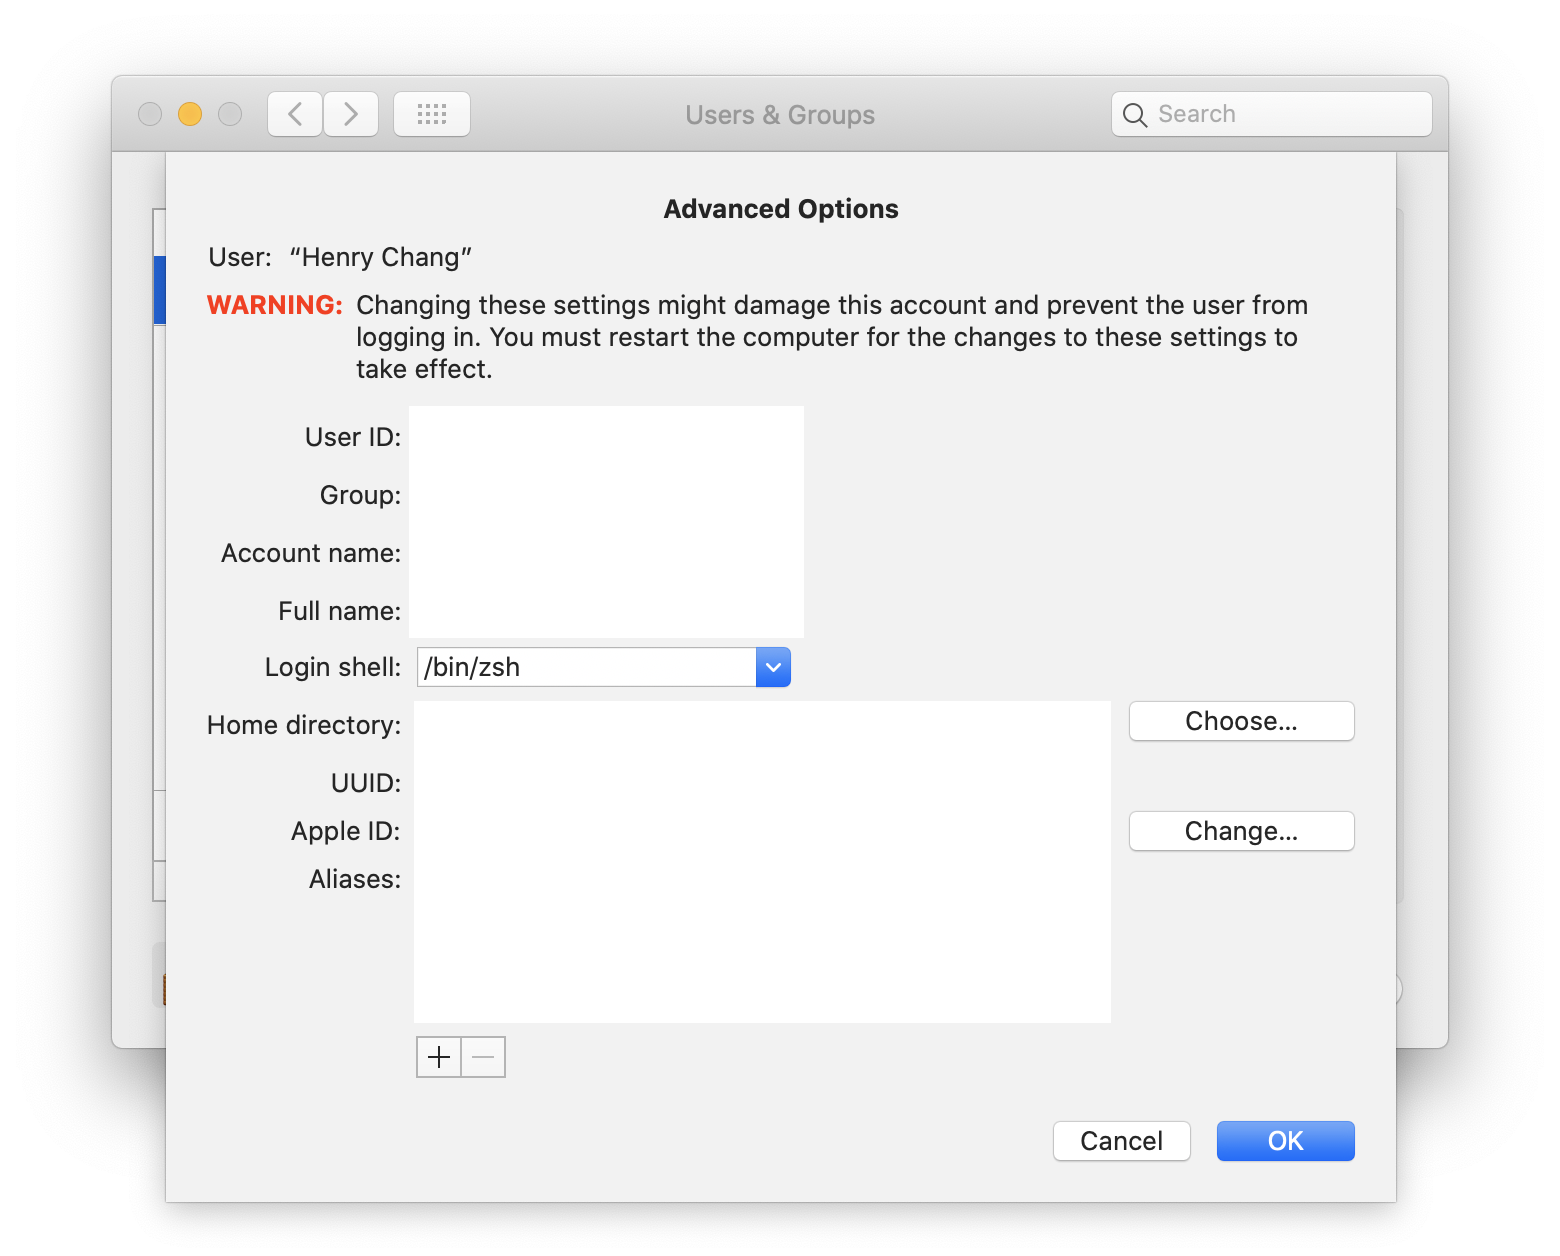 Users & Groups
Search
Advanced Options
User: “Henry Chang”
WARNING: Changing these settings might damage this account and prevent the user from
logging in. You must restart the computer for the changes to these settings to
take effect.
User ID:
Group:
Account name:
Full name:
Login shell: /bin/zsh
Home directory:
Choose...
UUID:
Apple ID:
Change...
Aliases:
Cancel
OK